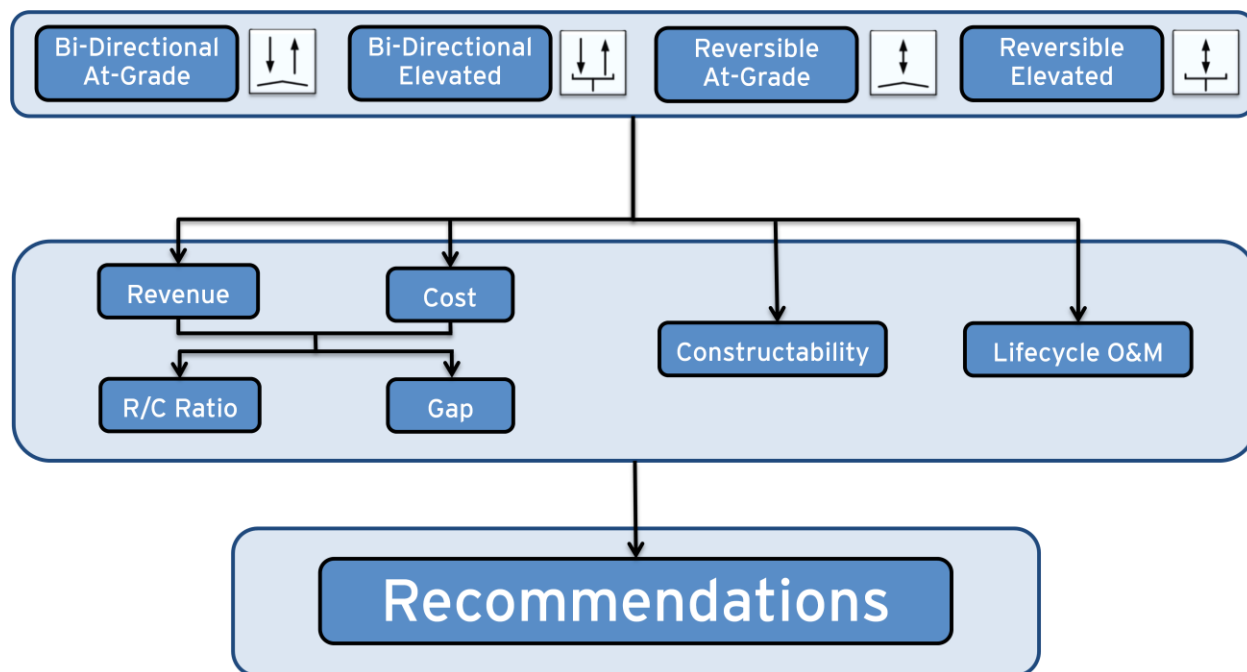 Bi-Directional
At-Grade
Bi-Directional
Elevated
Reversible
At-Grade
Reversible
Elevated
Revenue
Cost
Constructability
Lifecycle O&M
R/C Ratio
Gap
Recommendations